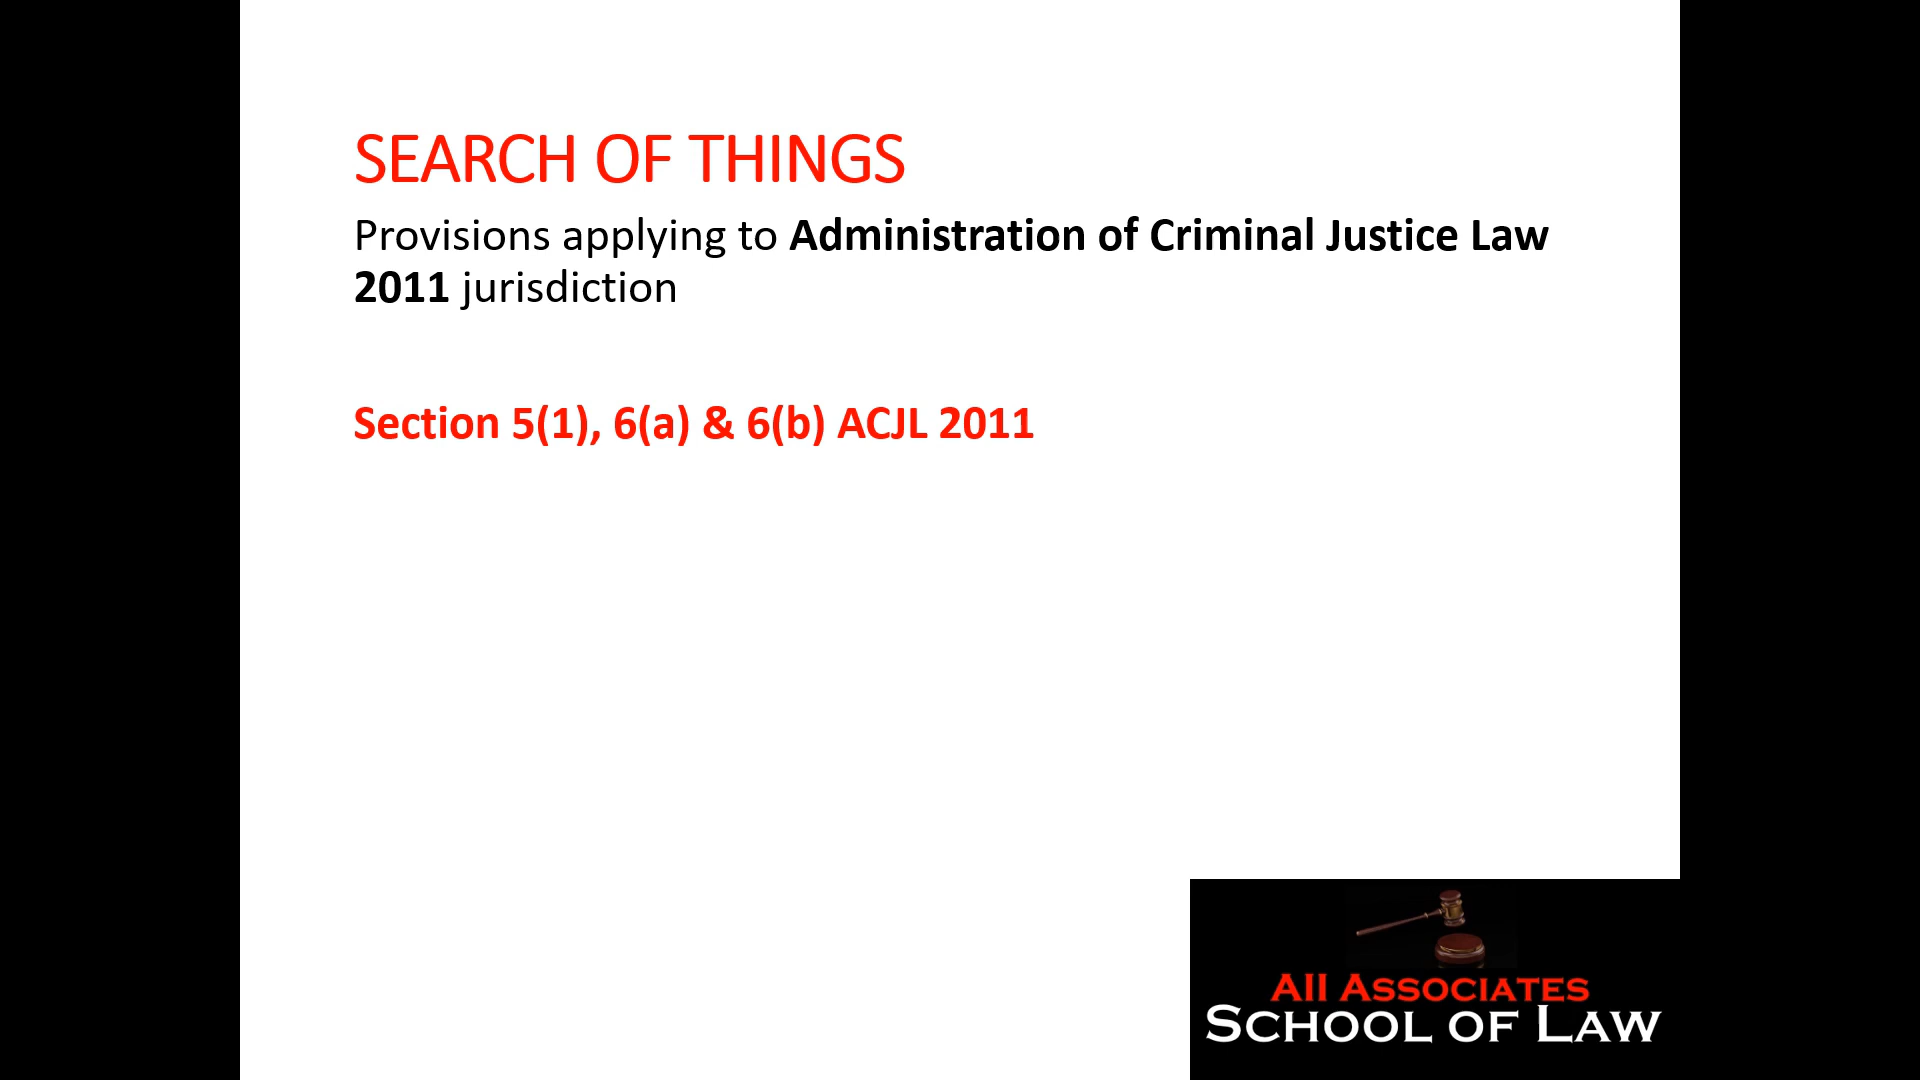 SEARCH OF THINGS
Provisions applying to Administration of Criminal Justice Law
2011 jurisdiction
Section 5(1), 6(a) & 6(b) ACJL 2011
AII ASSOCIATES
SCHOOL OF LAW